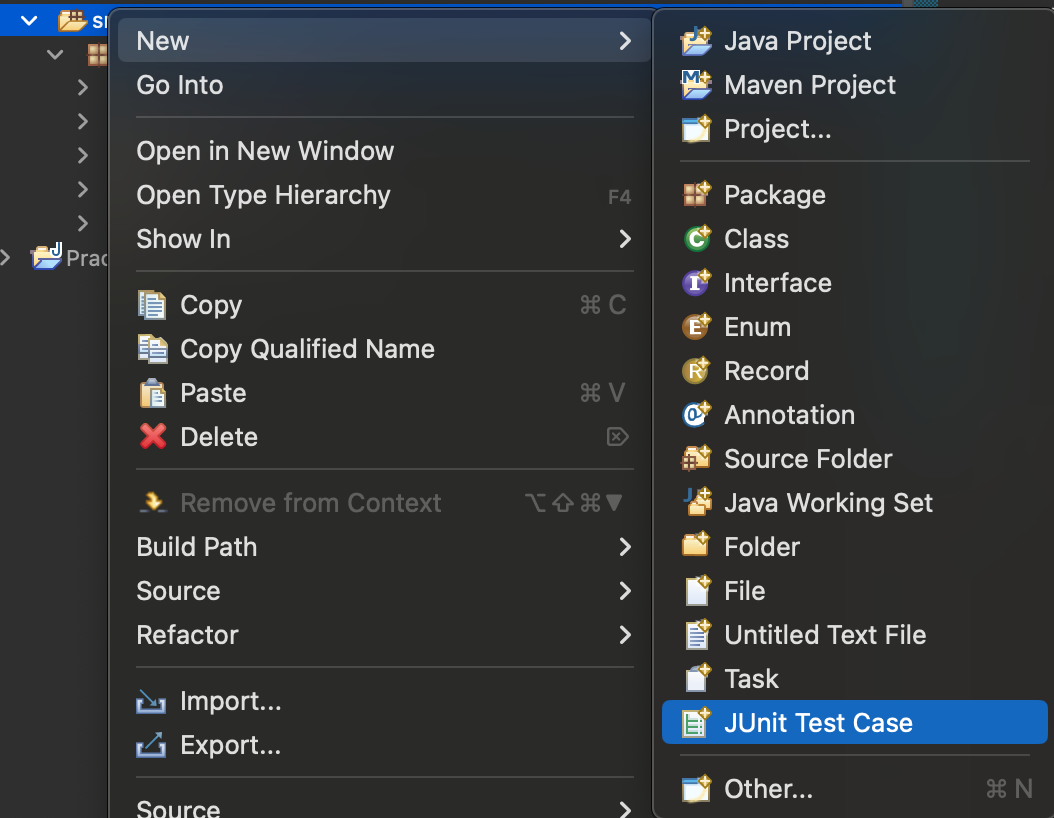 New
Go Into
Open in New Window
Open Type Hierarchy F4
Show In
Copy ⌘ C
Copy Qualified Name
Paste ⌘ V
Delete ⌦
Remove from Context ⌥⇧⌘▼
Build Path
Source
Refactor
Import...
Export...
Source
Java Project
Maven Project
Project...
Package
Class
Interface
Enum
Record
Annotation
Source Folder
Java Working Set
Folder
File
Untitled Text File
Task
JUnit Test Case
Other... ⌘ N